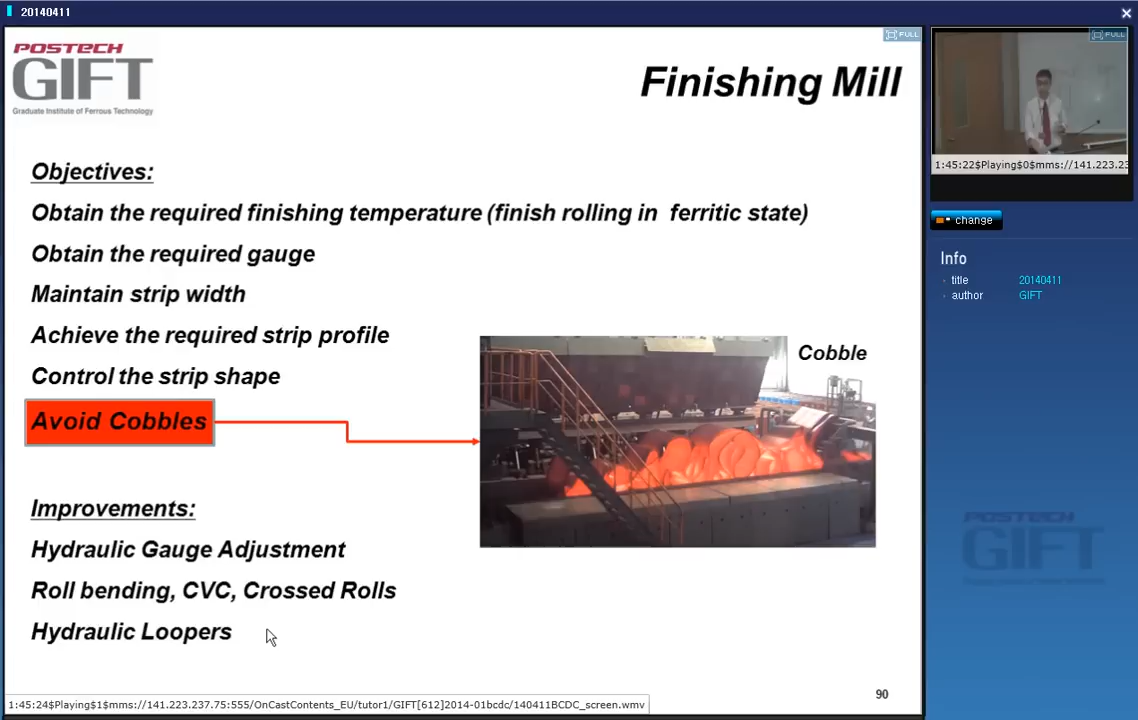 20140411
FULL
POSTECH
GIFT
Graduate Institute of Ferrous Technology
Finishing Mill
Objectives:
Obtain the required finishing temperature (finish rolling in ferritic state)
Obtain the required gauge
Maintain strip width
Achieve the required strip profile
Control the strip shape
Cobble
Avoid Cobbles
Improvements:
Hydraulic Gauge Adjustment
Roll bending, CVC, Crossed Rolls
Hydraulic Loopers
90
1:45:24$Playing$1$mms://141.223.237.75:555/OnCastContents_EU/tutor1/GIFT[612]2014-01bcdc/140411BCDC_screen.wmv
FULL
1:45:22$Playing$0$mms://141.223.23
change
Info
title 20140411
author GIFT
POSTECH
GIFT